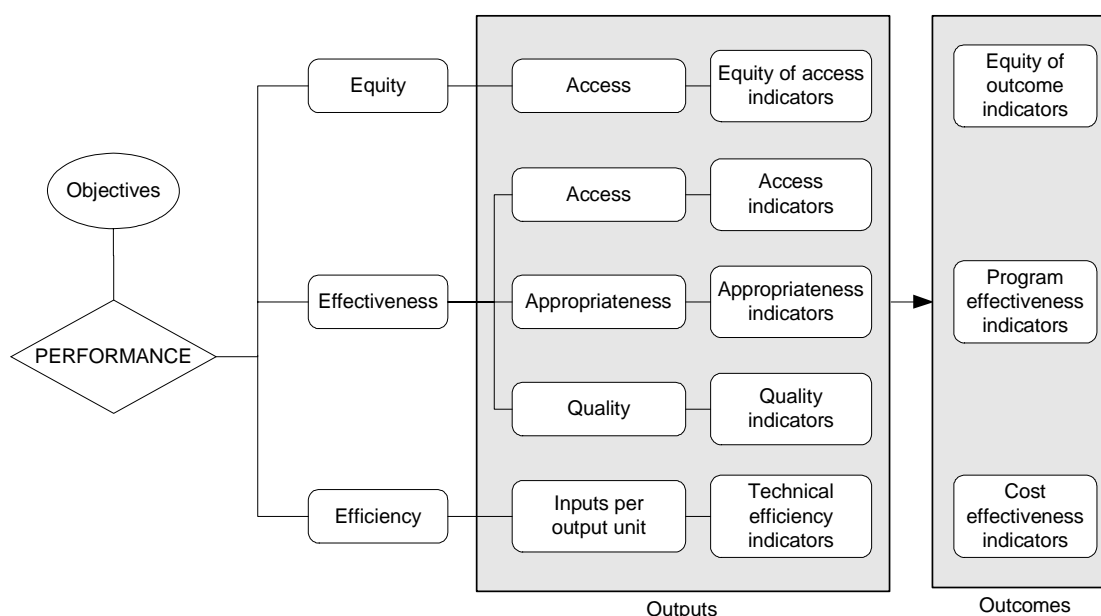 Equity
Access
Equity of access
indicators
Equity of
outcome
indicators
Objectives
Access
Access
indicators
PERFORMANCE
Effectiveness
Appropriateness
Appropriateness
indicators
Program
effectiveness
indicators
Quality
Quality
indicators
Efficiency
Inputs per
output unit
Technical
efficiency
indicators
Cost
effectiveness
indicators
Outputs
Outcomes